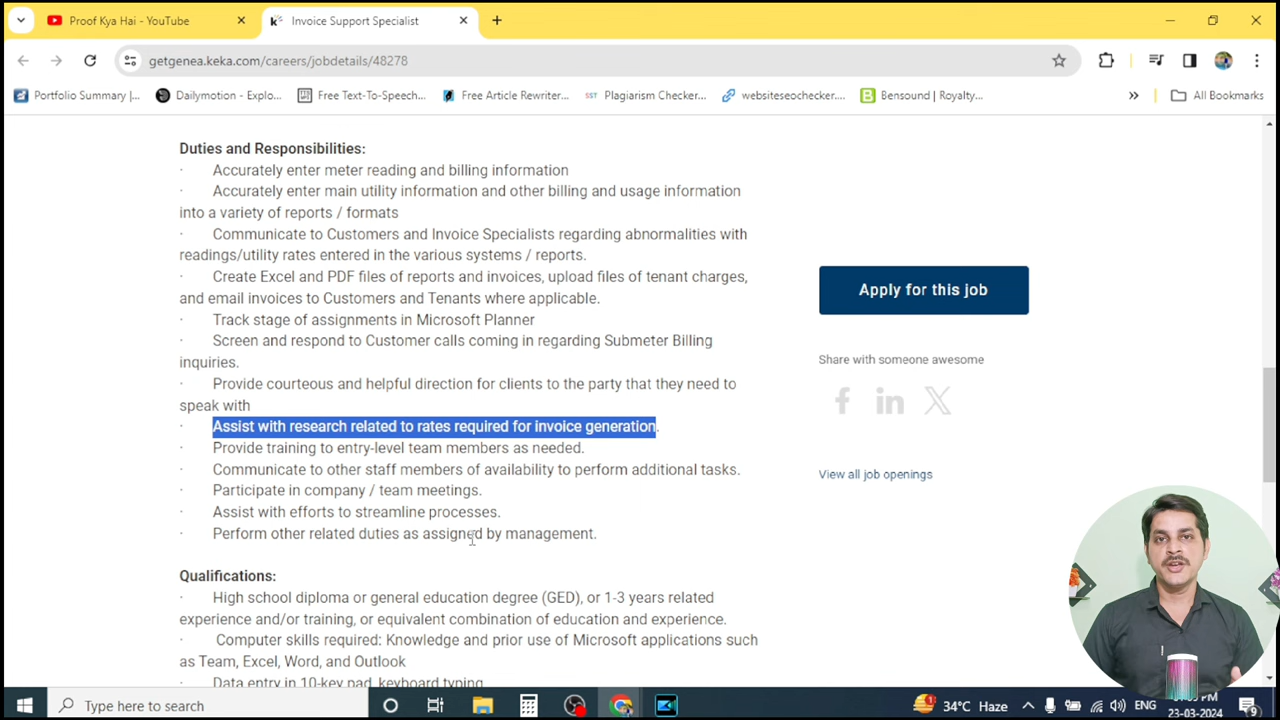 Proof Kya Hai - YouTube
Invoice Support Specialist
getgenea.keka.com/careers/jobdetails/48278
Portfolio Summary |...
Dailymotion - Explo...
Free Text-To-Speech...
Free Article Rewriter...
SST Plagiarism Checker...
websiteseochecker....
Bensound | Royalty...
All Bookmarks
Duties and Responsibilities:
· Accurately enter meter reading and billing information
· Accurately enter main utility information and other billing and usage information
into a variety of reports / formats
· Communicate to Customers and Invoice Specialists regarding abnormalities with
readings/utility rates entered in the various systems / reports.
· Create Excel and PDF files of reports and invoices, upload files of tenant charges,
and email invoices to Customers and Tenants where applicable.
· Track stage of assignments in Microsoft Planner
· Screen and respond to Customer calls coming in regarding Submeter Billing
inquiries.
· Provide courteous and helpful direction for clients to the party that they need to
speak with
· Assist with research related to rates required for invoice generation.
· Provide training to entry-level team members as needed.
· Communicate to other staff members of availability to perform additional tasks.
· Participate in company / team meetings.
· Assist with efforts to streamline processes.
· Perform other related duties as assigned by management.
Qualifications:
· High school diploma or general education degree (GED), or 1-3 years related
experience and/or training, or equivalent combination of education and experience.
· Computer skills required: Knowledge and prior use of Microsoft applications such
as Team, Excel, Word, and Outlook
· Data entry in 10-key pad, keyboard typing
Apply for this job
Share with someone awesome
View all job openings
Type here to search
34°C Haze
ENG
PM
23-03-2024